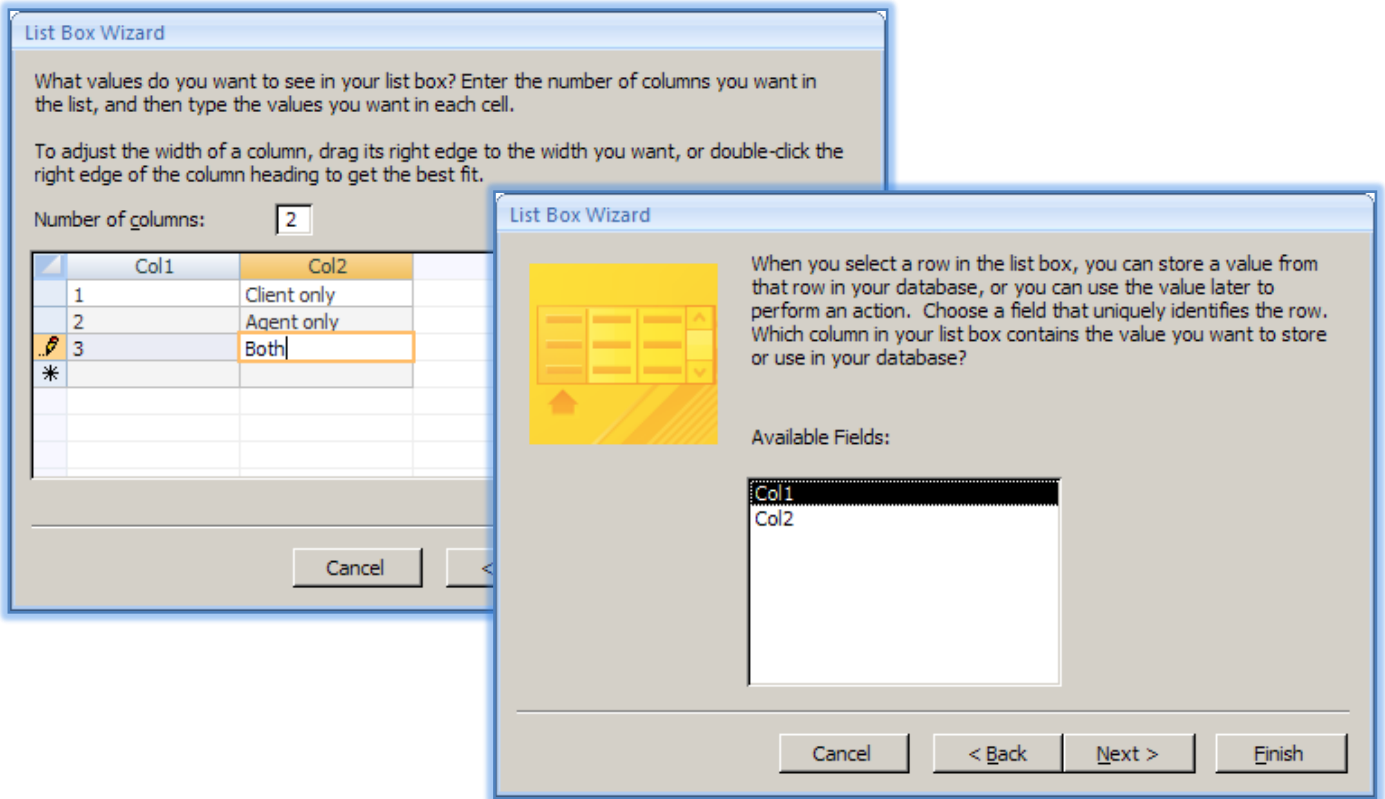 List Box Wizard
What values do you want to see in your list box? Enter the number of columns you want in
the list, and then type the values you want in each cell.
To adjust the width of a column, drag its right edge to the width you want, or double-click the
right edge of the column heading to get the best fit.
Number of columns: 2
Col1 Col2
1 Client only
2 Agent only
3 Both
Cancel <
List Box Wizard
When you select a row in the list box, you can store a value from
that row in your database, or you can use the value later to
perform an action. Choose a field that uniquely identifies the row.
Which column in your list box contains the value you want to store
or use in your database?
Available Fields:
Col1
Col2
Cancel < Back Next > Finish